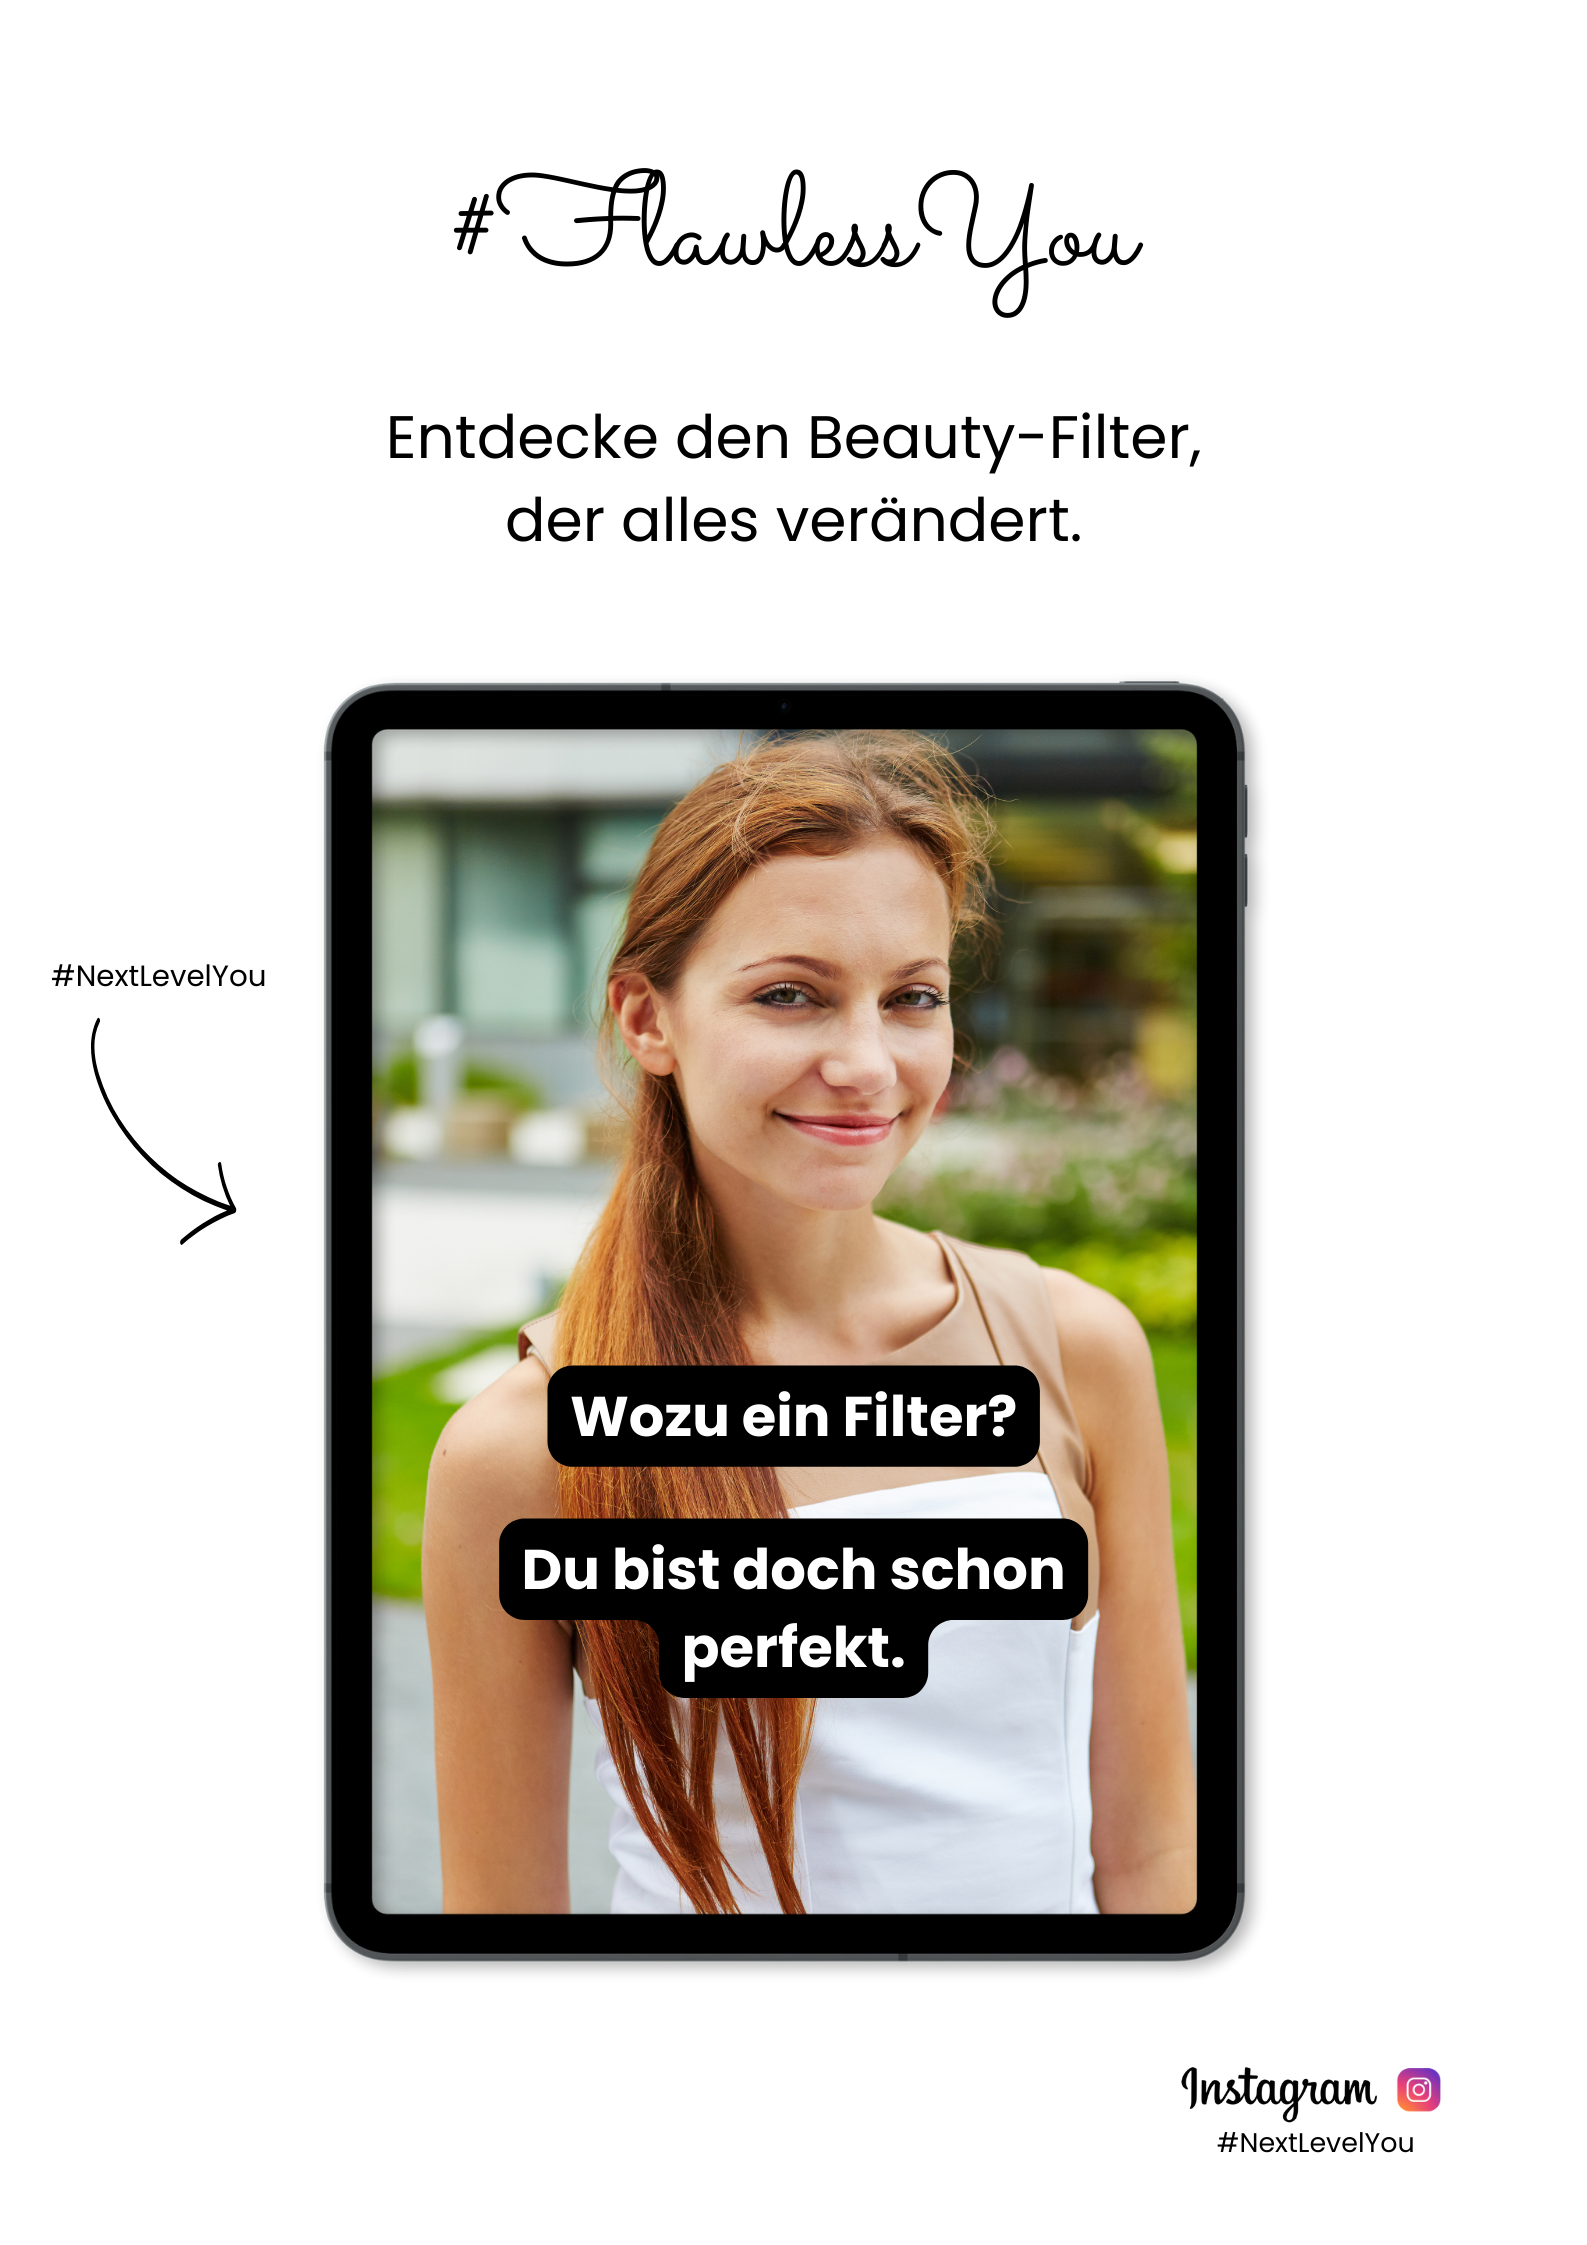 #FlawlessYou
Entdecke den Beauty-Filter,
der alles verändert.
#NextLevelYou
Wozu ein Filter?
Du bist doch schon
perfekt.
Instagram
#NextLevelYou